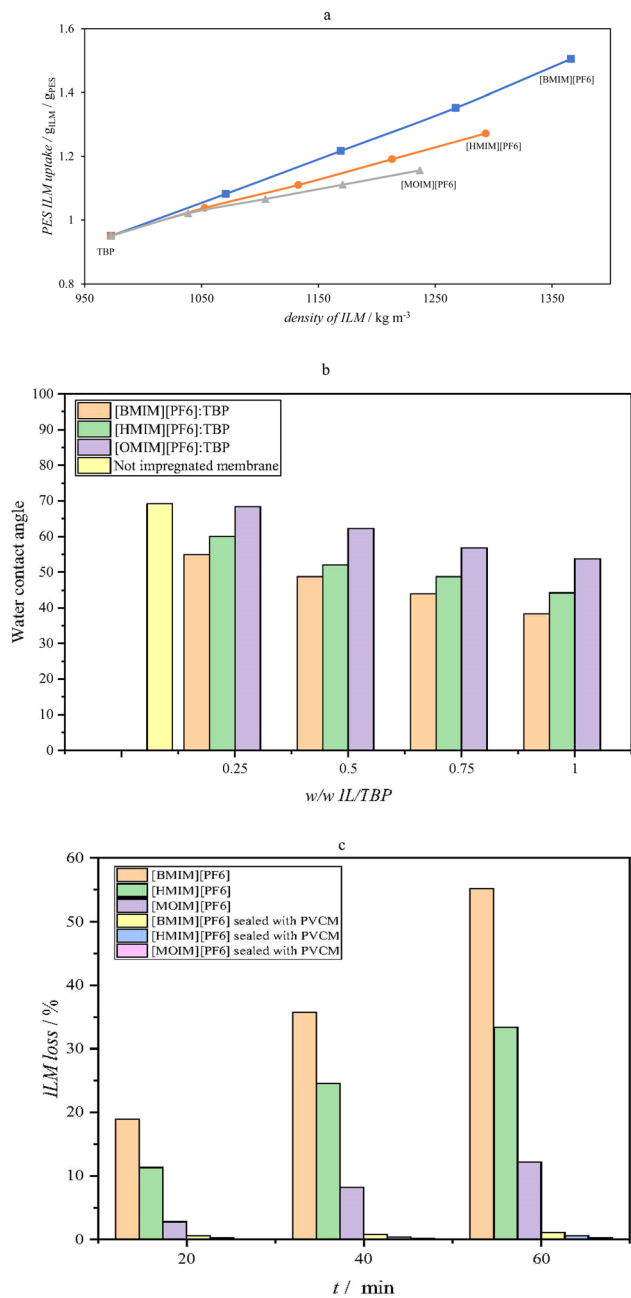 a
1.6
1.4
1.2
1
0.8
PES ILM uptake / gILM / gPES
[BMIM][PF6]
[HMIM][PF6]
[MOIM][PF6]
TBP
950
1050
1150
1250
1350
density of ILM / kg m-3
b
100
90
80
70
60
50
40
30
20
10
0
Water contact angle
[BMIM][PF6]:TBP
[HMIM][PF6]:TBP
[OMIM][PF6]:TBP
Not impregnated membrane
0.25
0.5
0.75
1
w/w IL/TBP
c
60
50
40
30
20
10
0
ILM loss / %
[BMIM][PF6]
[HMIM][PF6]
[MOIM][PF6]
[BMIM][PF6] sealed with PVCM
[HMIM][PF6] sealed with PVCM
[MOIM][PF6] sealed with PVCM
20
40
60
t / min